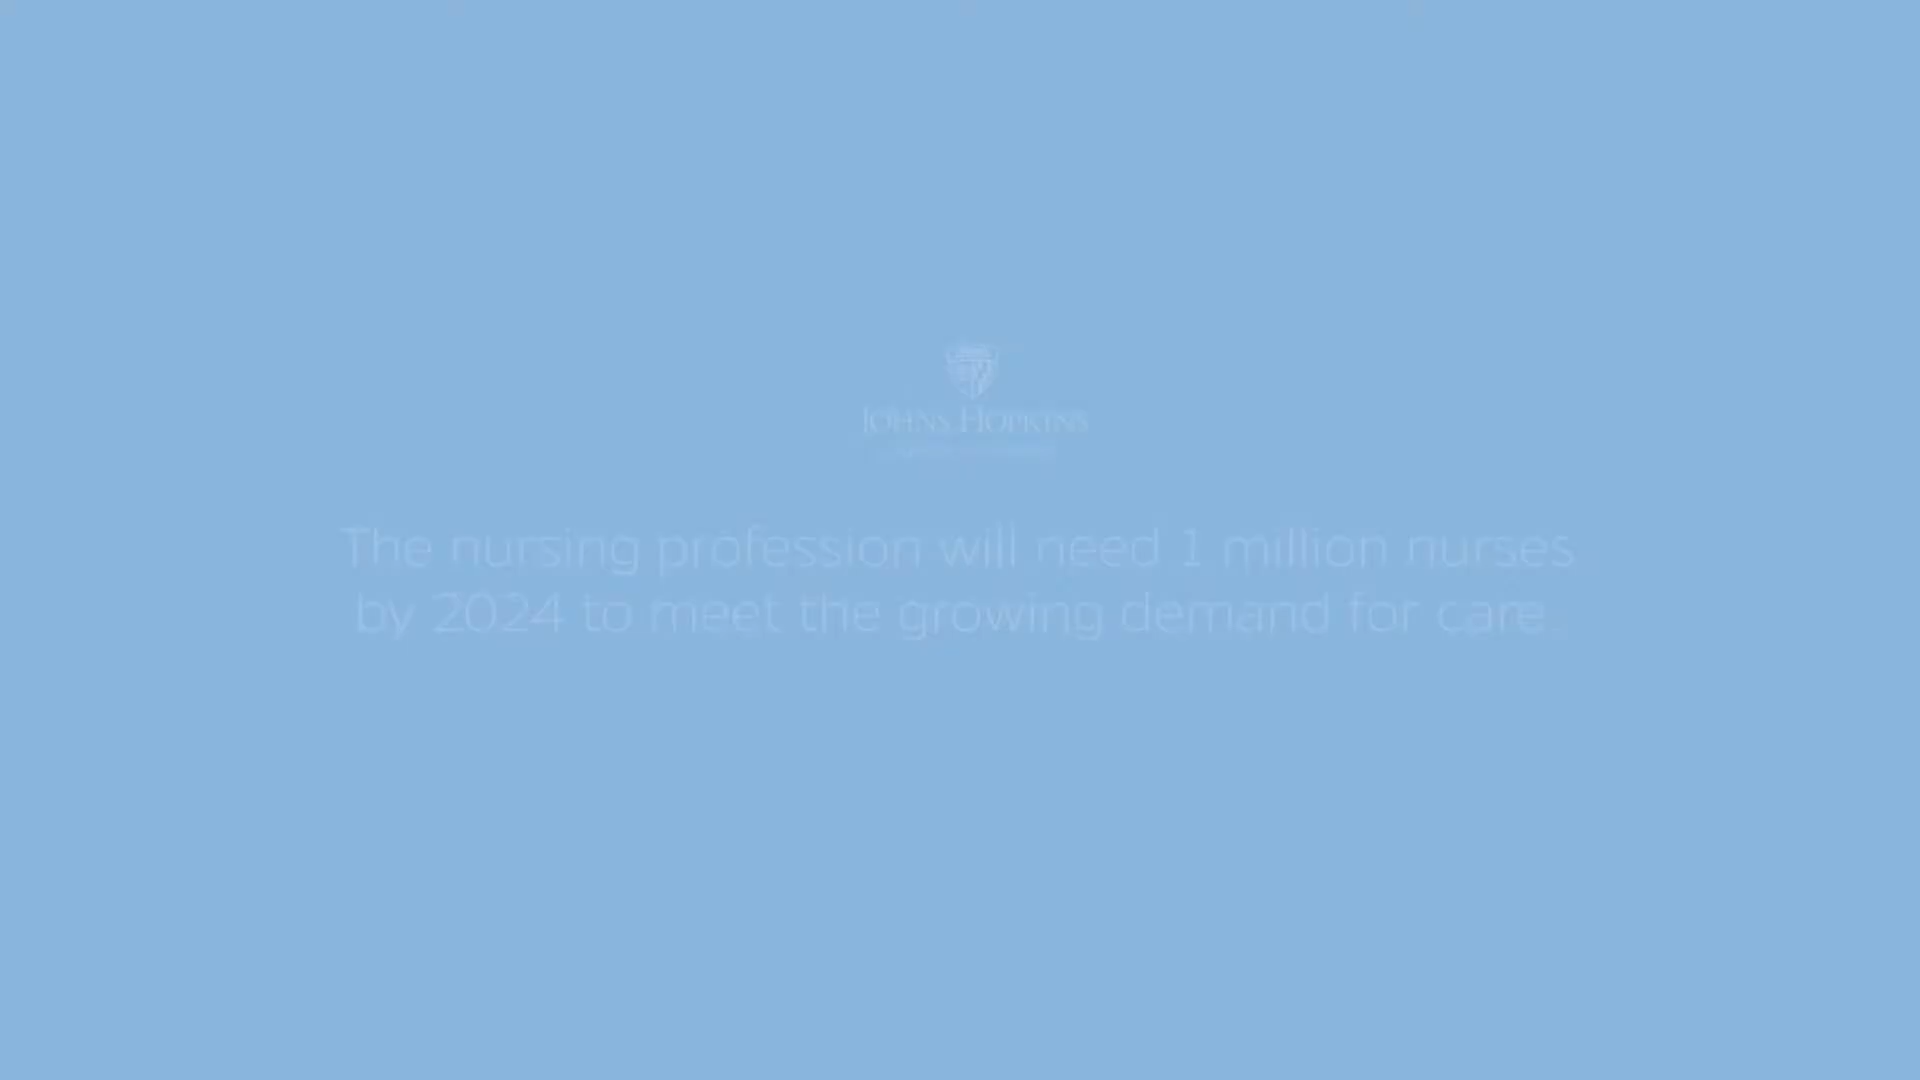 JOHNS HOPKINS
The nursing profession will need 1 million nurses
by 2024 to meet the growing demand for care.